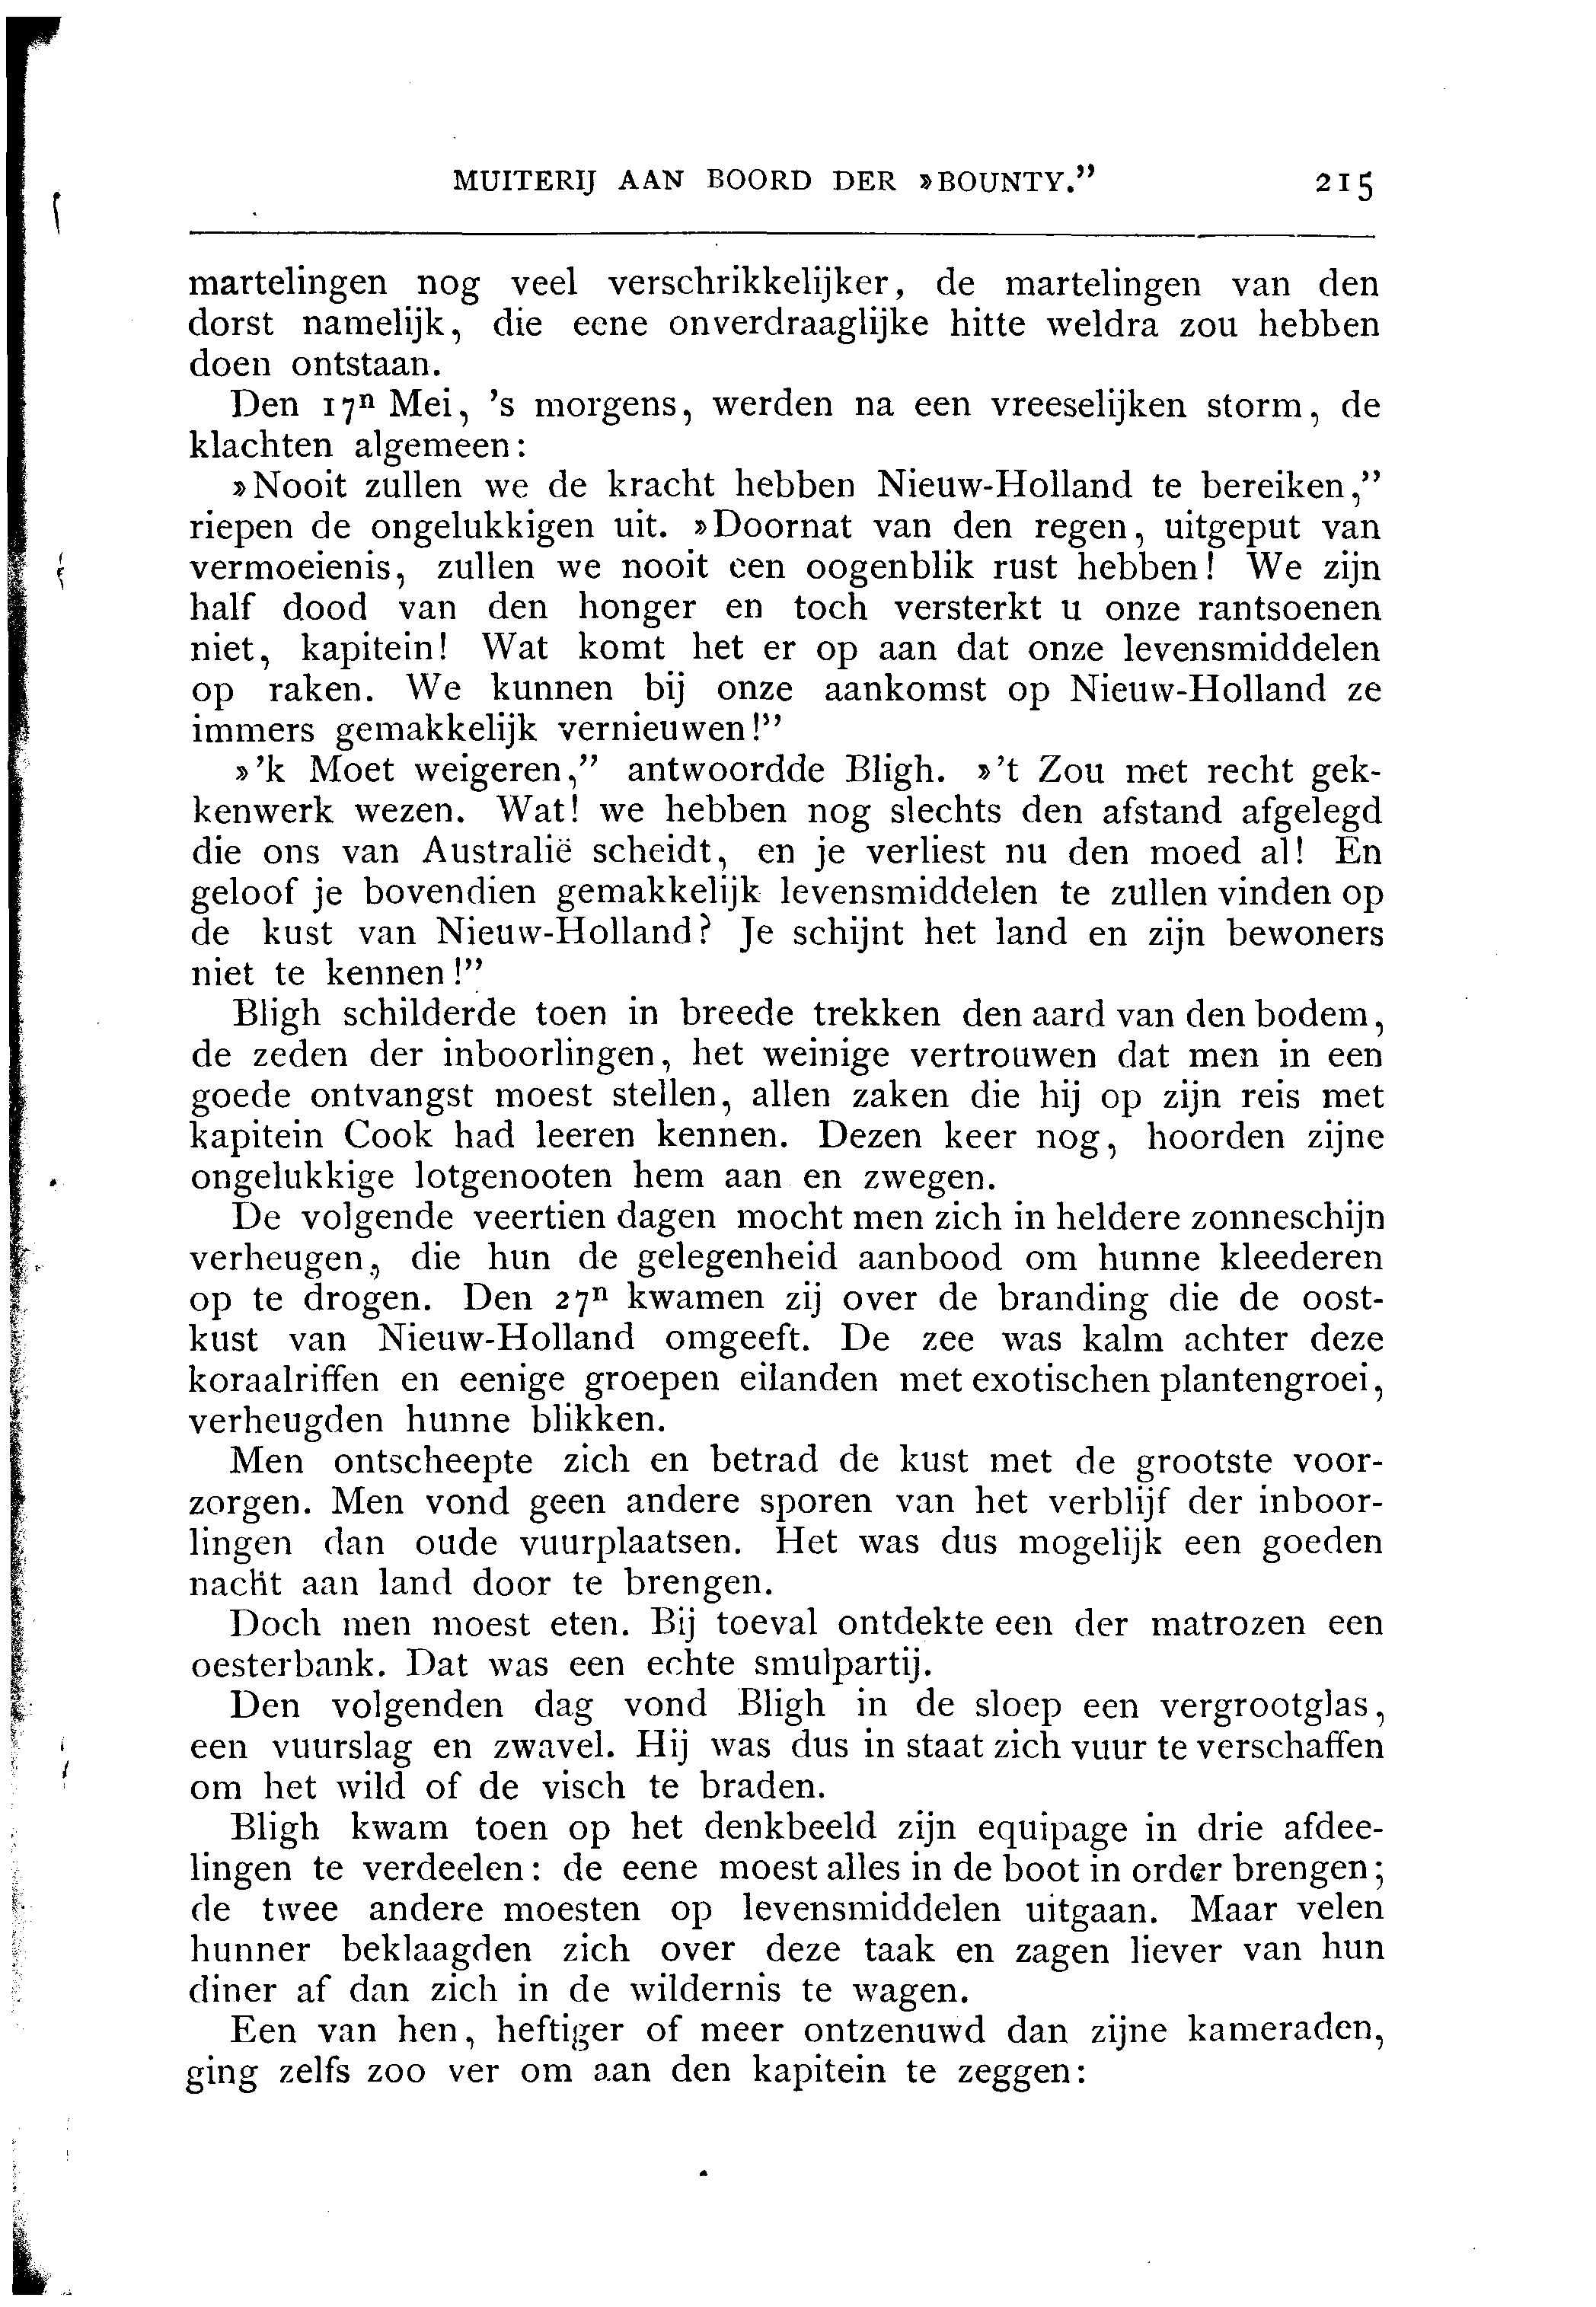 MUITERIJ AAN BOORD DER »BOUNTY.” 215
martelingen nog veel verschrikkelijker, de martelingen van den
dorst namelijk, die eene onverdraaglijke hitte weldra zou hebben
doen ontstaan.
Den 17n Mei, 's morgens, werden na een vreeselijken storm, de
klachten algemeen:
»Nooit zullen we de kracht hebben Nieuw-Holland te bereiken,”
riepen de ongelukkigen uit. »Doornat van den regen, uitgeput van
vermoeienis, zullen we nooit een oogenblik rust hebben! We zijn
half dood van den honger en toch versterkt u onze rantsoenen
niet, kapitein! Wat komt het er op aan dat onze levensmiddelen
op raken. We kunnen bij onze aankomst op Nieuw-Holland ze
immers gemakkelijk vernieuwen!”
»'k Moet weigeren,” antwoordde Bligh. »'t Zou met recht gek-
kenwerk wezen. Wat! we hebben nog slechts den afstand afgelegd
die ons van Australië scheidt, en je verliest nu den moed al! En
geloof je bovendien gemakkelijk levensmiddelen te zullen vinden op
de kust van Nieuw-Holland? Je schijnt het land en zijn bewoners
niet te kennen!”
Bligh schilderde toen in breede trekken den aard van den bodem,
de zeden der inboorlingen, het weinige vertrouwen dat men in een
goede ontvangst moest stellen, allen zaken die hij op zijn reis met
kapitein Cook had leeren kennen. Dezen keer nog, hoorden zijne
ongelukkige lotgenooten hem aan en zwegen.
De volgende veertien dagen mocht men zich in heldere zonneschijn
verheugen, die hun de gelegenheid aanbood om hunne kleederen
op te drogen. Den 27n kwamen zij over de branding die de oost-
kust van Nieuw-Holland omgeeft. De zee was kalm achter deze
koraalriffen en eenige groepen eilanden met exotischen plantengroei,
verheugden hunne blikken.
Men ontscheepte zich en betrad de kust met de grootste voor-
zorgen. Men vond geen andere sporen van het verblijf der inboor-
lingen dan oude vuurplaatsen. Het was dus mogelijk een goeden
nacht aan land door te brengen.
Doch men moest eten. Bij toeval ontdekte een der matrozen een
oesterbank. Dat was een echte smulpartij.
Den volgenden dag vond Bligh in de sloep een vergrootglas,
een vuurslag en zwavel. Hij was dus in staat zich vuur te verschaffen
om het wild of de visch te braden.
Bligh kwam toen op het denkbeeld zijn equipage in drie afdee-
lingen te verdeelen: de eene moest alles in de boot in order brengen;
de twee andere moesten op levensmiddelen uitgaan. Maar velen
hunner beklaagden zich over deze taak en zagen liever van hun
diner af dan zich in de wildernis te wagen.
Een van hen, heftiger of meer ontzenuwd dan zijne kameraden,
ging zelfs zoo ver om aan den kapitein te zeggen: